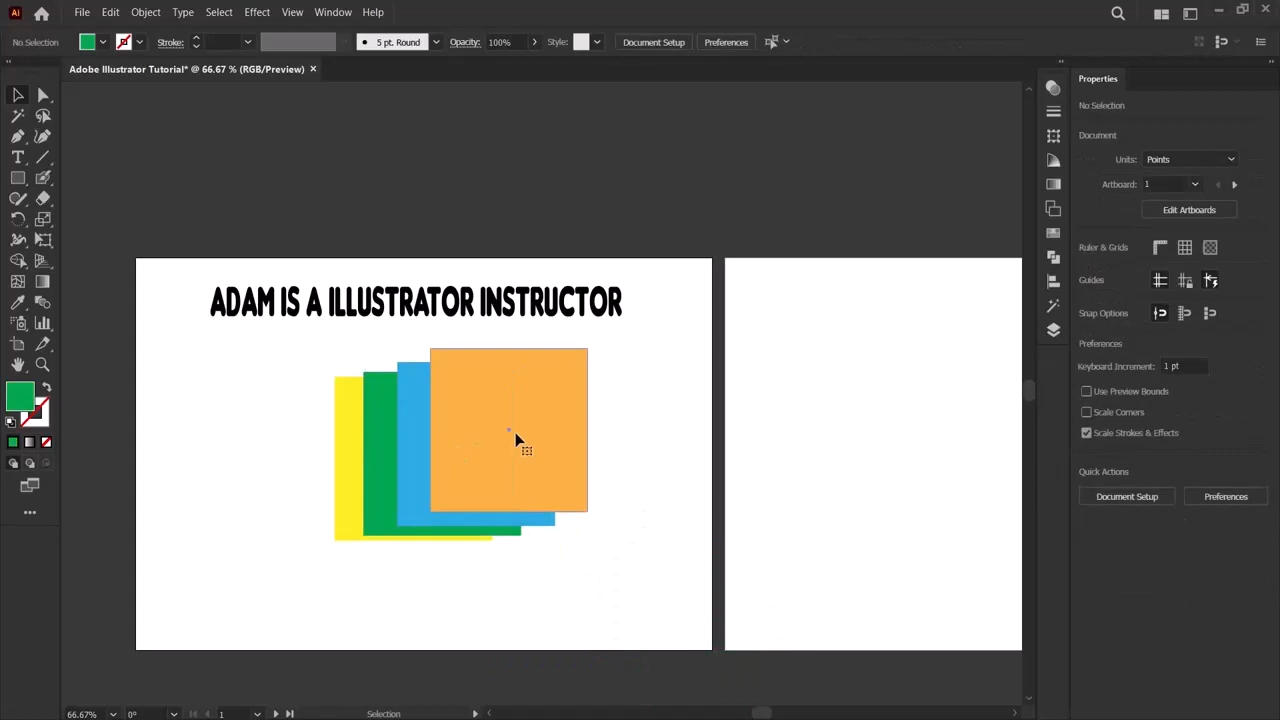 Ai File Edit Object Type Select Effect View Window Help
No Selection Stroke: 5 pt. Round Opacity: 100% Style: Document Setup Preferences
Adobe Illustrator Tutorial* @ 66.67 % (RGB/Preview) ×
Properties
No Selection
Document
Units: Points
Artboard: 1
Edit Artboards
Ruler & Grids
Guides
Snap Options
Preferences
Keyboard Increment: 1 pt
Use Preview Bounds
Scale Corners
Scale Strokes & Effects
Quick Actions
Document Setup Preferences
ADAM IS A ILLUSTRATOR INSTRUCTOR
66.67% 0° 1 Selection